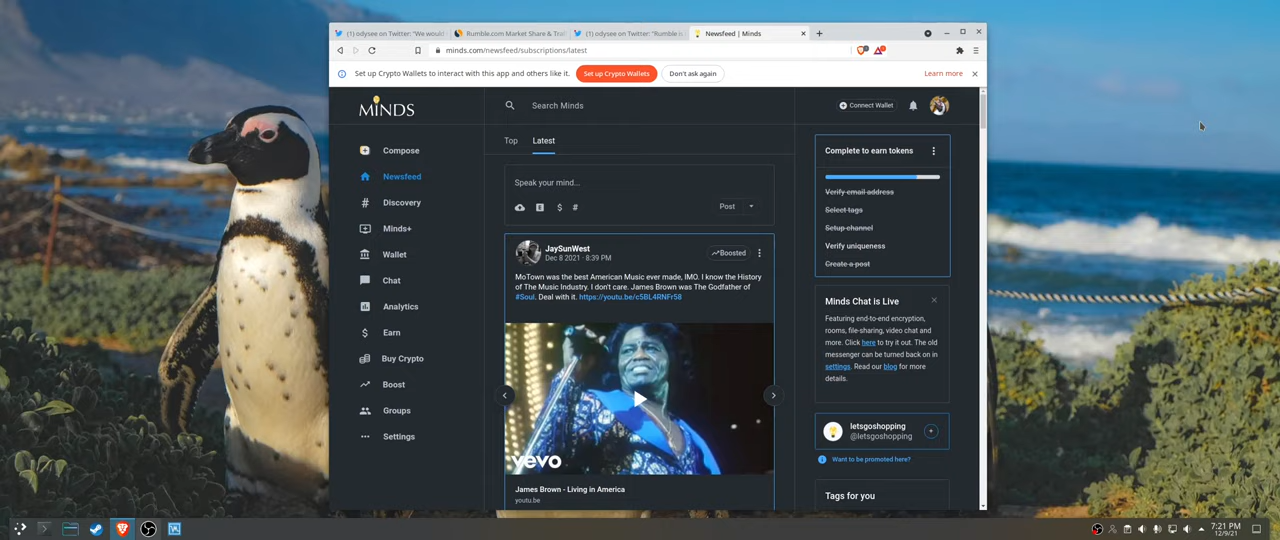 (1) odysee on Twitter: "We would
Rumble.com Market Share & Traf
(1) odysee on Twitter: "Rumble is
Newsfeed | Minds
minds.com/newsfeed/subscriptions/latest
Set up Crypto Wallets to interact with this app and others like it.
Set up Crypto Wallets
Don't ask again
Learn more
MINDS
Search Minds
Connect Wallet
Compose
Newsfeed
Discovery
Minds+
Wallet
Chat
Analytics
Earn
Buy Crypto
Boost
Groups
Settings
Top
Latest
Speak your mind...
Post
JaySunWest
Dec 8 2021 · 8:39 PM
Boosted
MoTown was the best American Music ever made, IMO. I know the History
of The Music Industry. I don't care. James Brown was The Godfather of
#Soul. Deal with it. https://youtu.be/c5BL4RNFr58
vevo
James Brown - Living in America
youtu.be
Complete to earn tokens
Verify email address
Select tags
Setup channel
Verify uniqueness
Create a post
Minds Chat is Live
Featuring end-to-end encryption,
rooms, file-sharing, video chat and
more. Click here to try it out. The old
messenger can be turned back on in
settings. Read our blog for more
details.
letsgoshopping
@letsgoshopping
Want to be promoted here?
Tags for you
7:21 PM
12/9/21